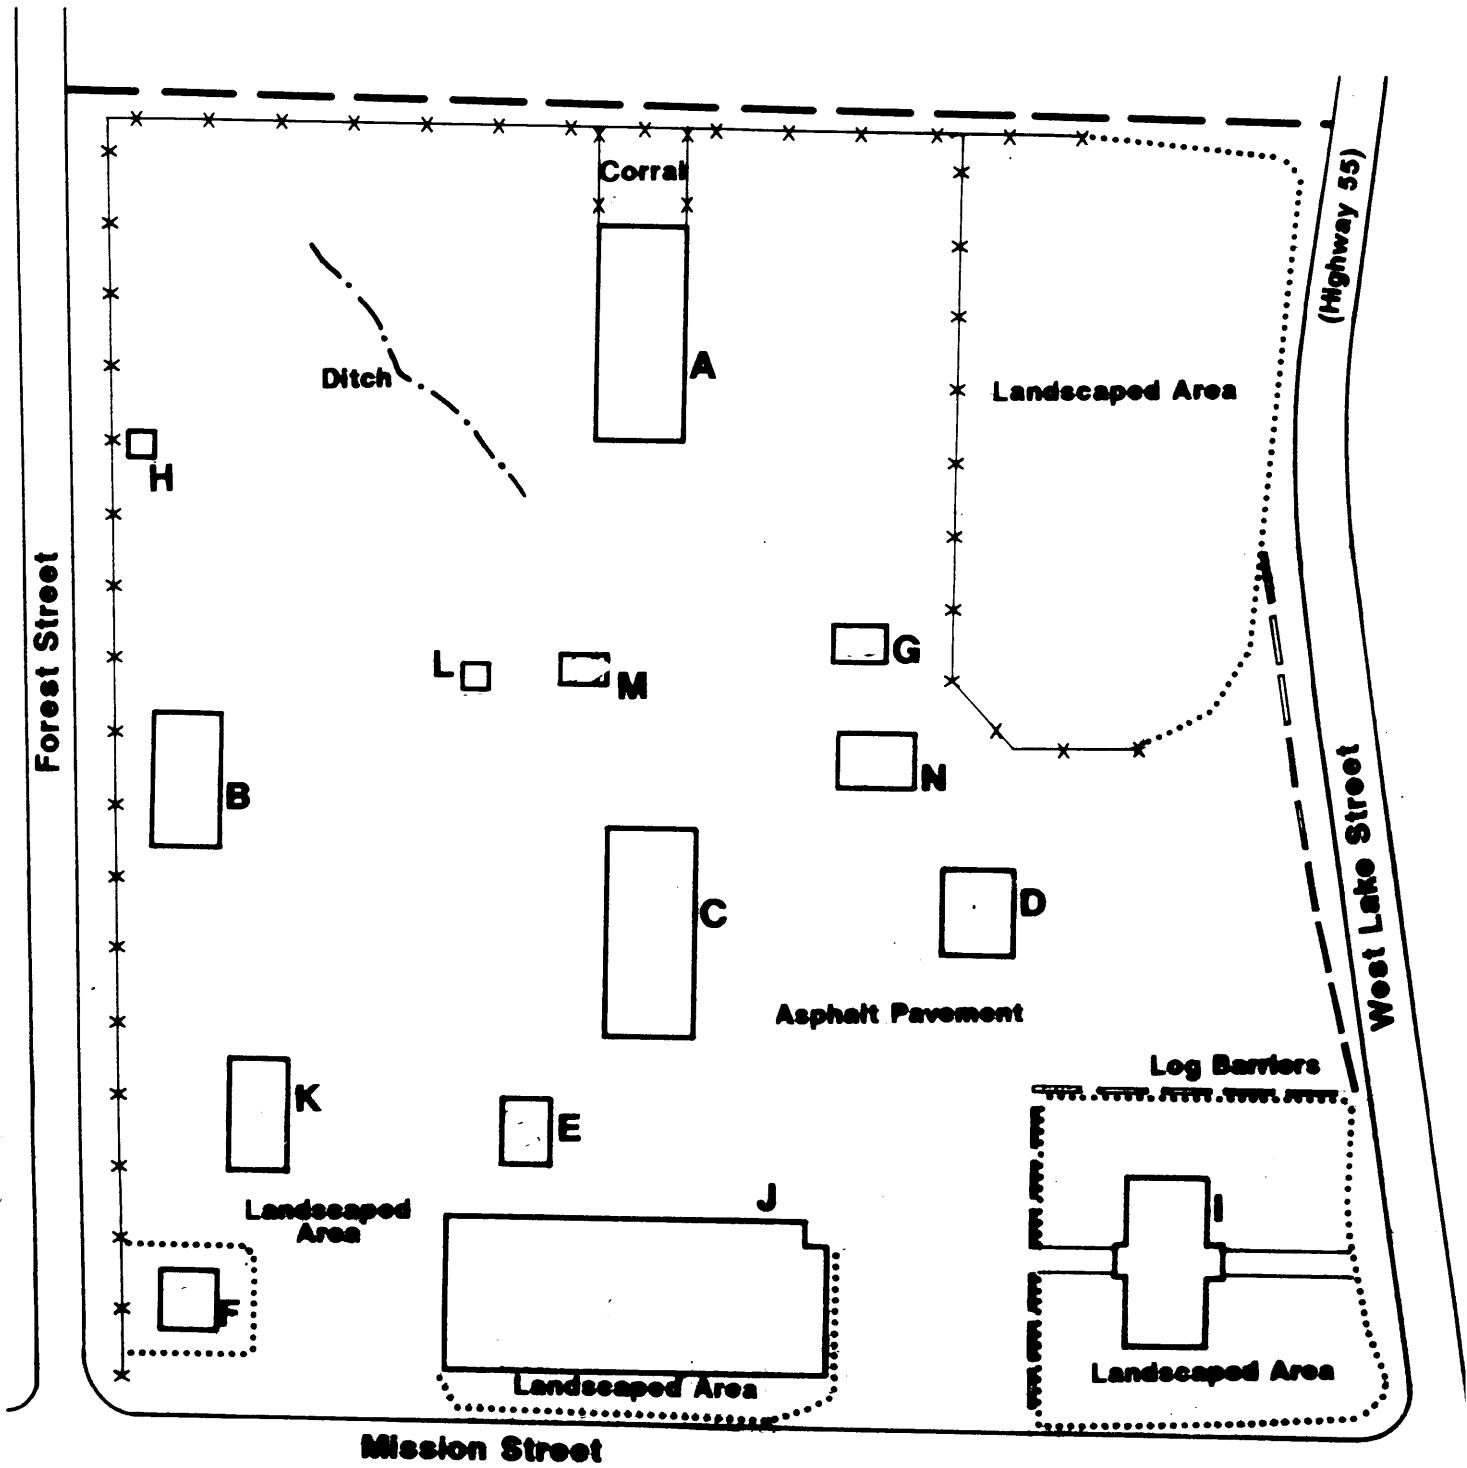 Corral
(Highway 55)
A
Ditch
Landscaped Area
H
Forest Street
G
L
M
N
B
West Lake Street
C
D
Asphalt Pavement
Log Barriers
K
E
J
I
Landscaped
Area
F
Landscaped Area
Landscaped Area
Mission Street